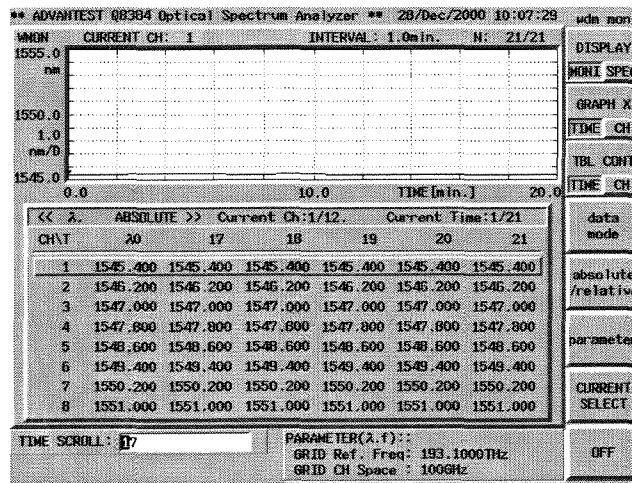 ** ADVANTEST Q8384 Optical Spectrum Analyzer ** 28/Dec/2000 10:07:29
wdm mon
WMON CURRENT CH: 1 INTERVAL: 1.0min. N: 21/21
1555.0
nm
1550.0
1.0
nm/D
1545.0
0.0 10.0 TIME[min.] 20.0
<< λ. ABSOLUTE >> Current Ch:1/12. Current Time:1/21
CH\T λ0 17 18 19 20 21
1 1545.400 1545.400 1545.400 1545.400 1545.400 1545.400
2 1546.200 1546.200 1546.200 1546.200 1546.200 1546.200
3 1547.000 1547.000 1547.000 1547.000 1547.000 1547.000
4 1547.800 1547.800 1547.800 1547.800 1547.800 1547.800
5 1548.600 1548.600 1548.600 1548.600 1548.600 1548.600
6 1549.400 1549.400 1549.400 1549.400 1549.400 1549.400
7 1550.200 1550.200 1550.200 1550.200 1550.200 1550.200
8 1551.000 1551.000 1551.000 1551.000 1551.000 1551.000
TIME SCROLL: 17
PARAMETER(λ.f)::
GRID Ref. Freq: 193.1000THz
GRID CH Space : 100GHz
DISPLAY
MONI SPE
GRAPH X
TIME CH
TBL CONT
TIME CH
data
mode
absolute
/relativ
paramete
CURRENT
SELECT
OFF